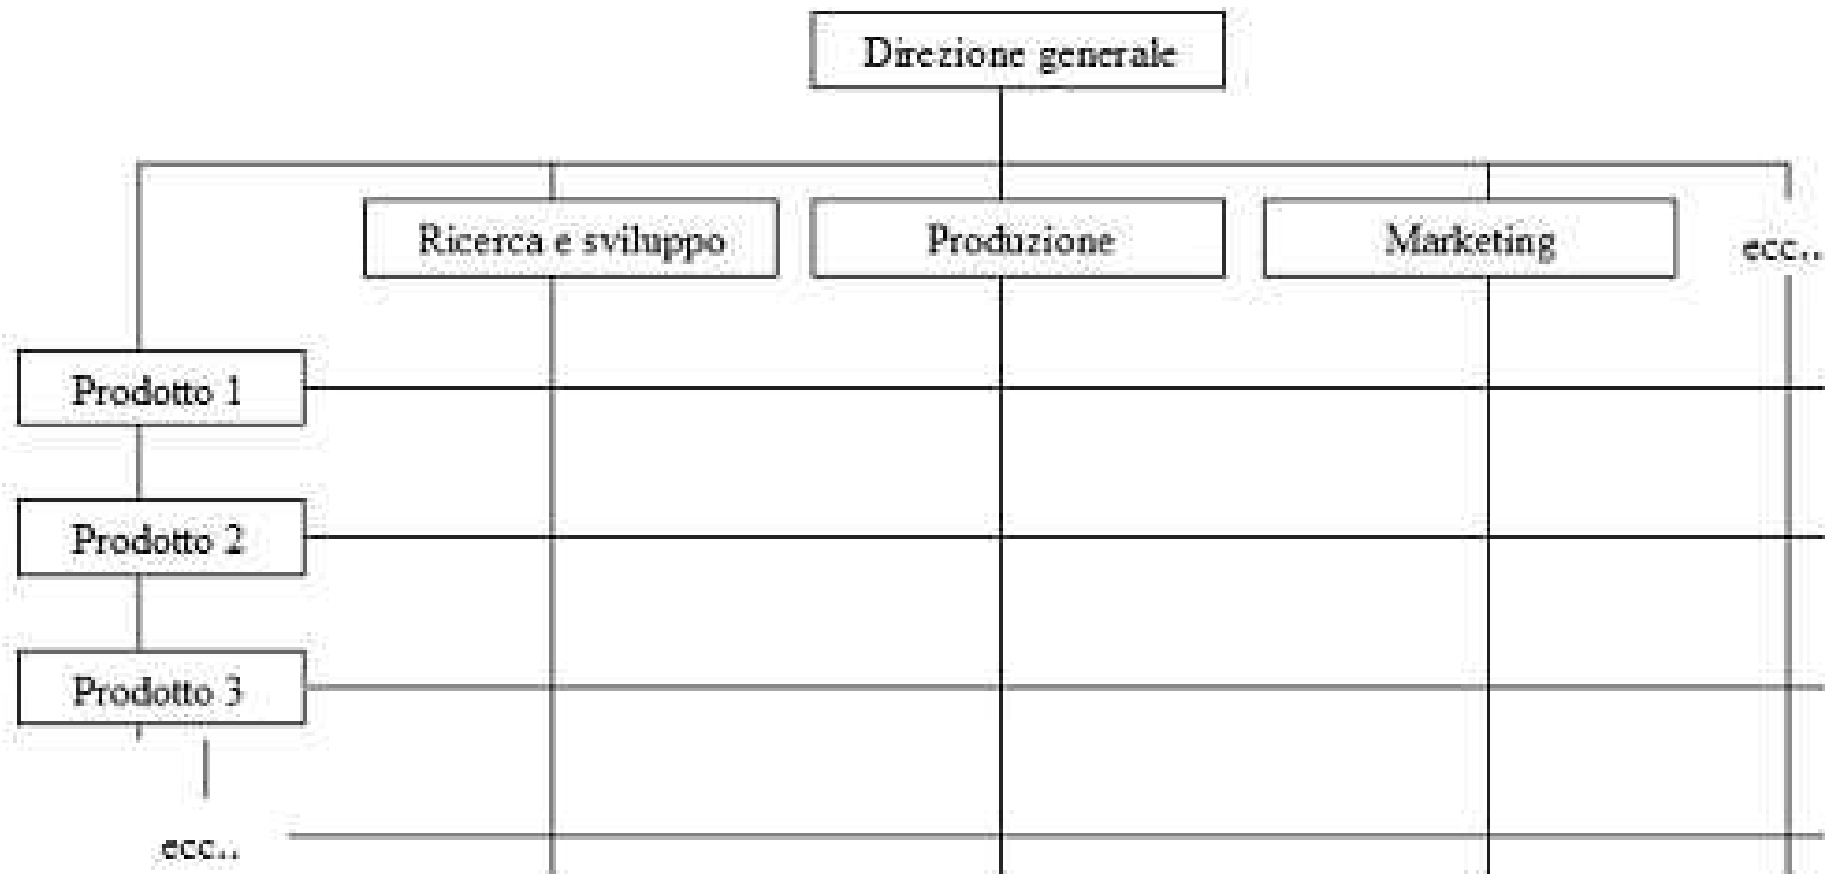 Direzione generale
Ricerca e sviluppo
Produzione
Marketing
ecc..
Prodotto 1
Prodotto 2
Prodotto 3
ecc..